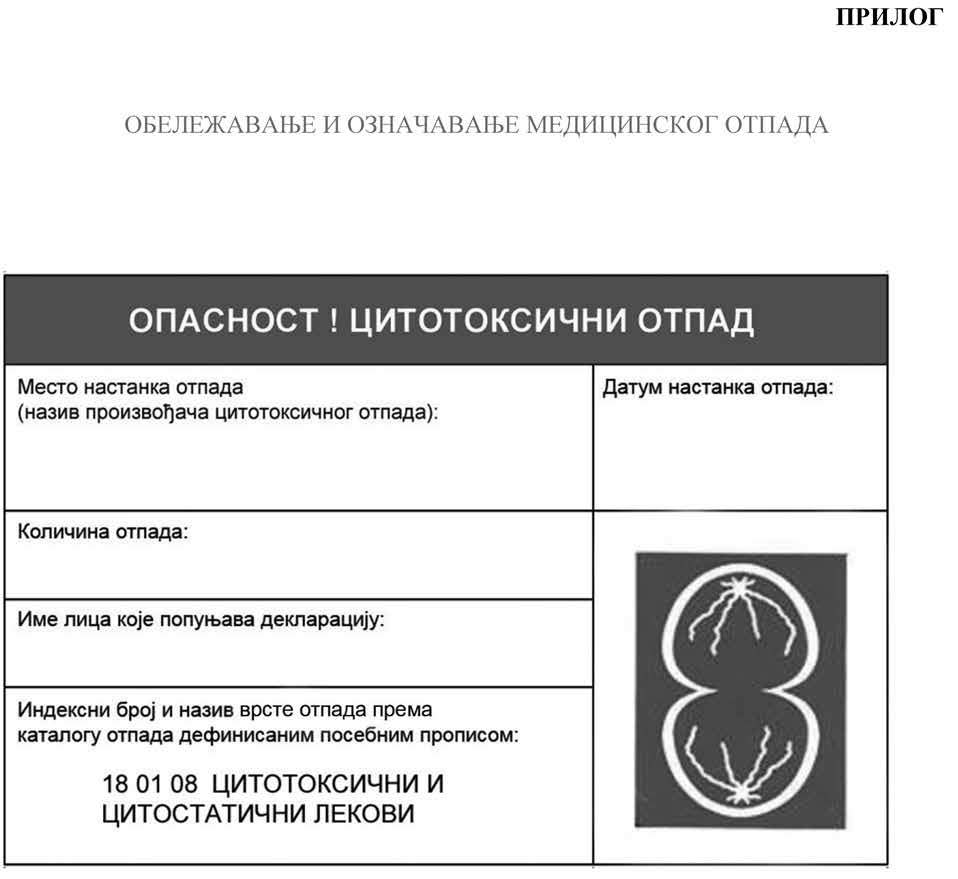 ПРИЛОГ
ОБЕЛЕЖАВАЊЕ И ОЗНАЧАВАЊЕ МЕДИЦИНСКОГ ОТПАДА
ОПАСНОСТ ! ЦИТОТОКСИЧНИ ОТПАД
Место настанка отпада
(назив произвођача цитотоксичног отпада):
Датум настанка отпада:
Количина отпада:
Име лица које попуњава декларацију:
Индексни број и назив врсте отпада према
каталогу отпада дефинисаним посебним прописом:
18 01 08 ЦИТОТОКСИЧНИ И
ЦИТОСТАТИЧНИ ЛЕКОВИ